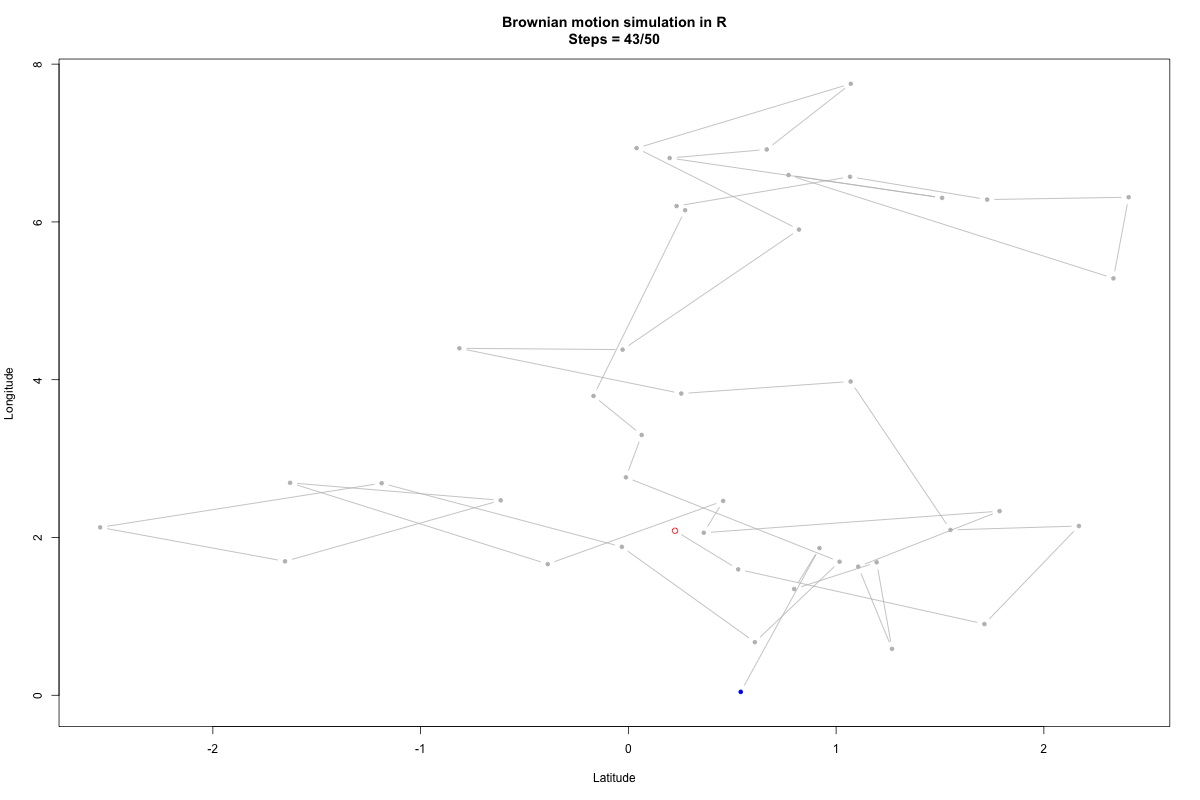 Brownian motion simulation in R
Steps = 43/50
Longitude
8
6
4
2
0
-2 -1 0 1 2
Latitude